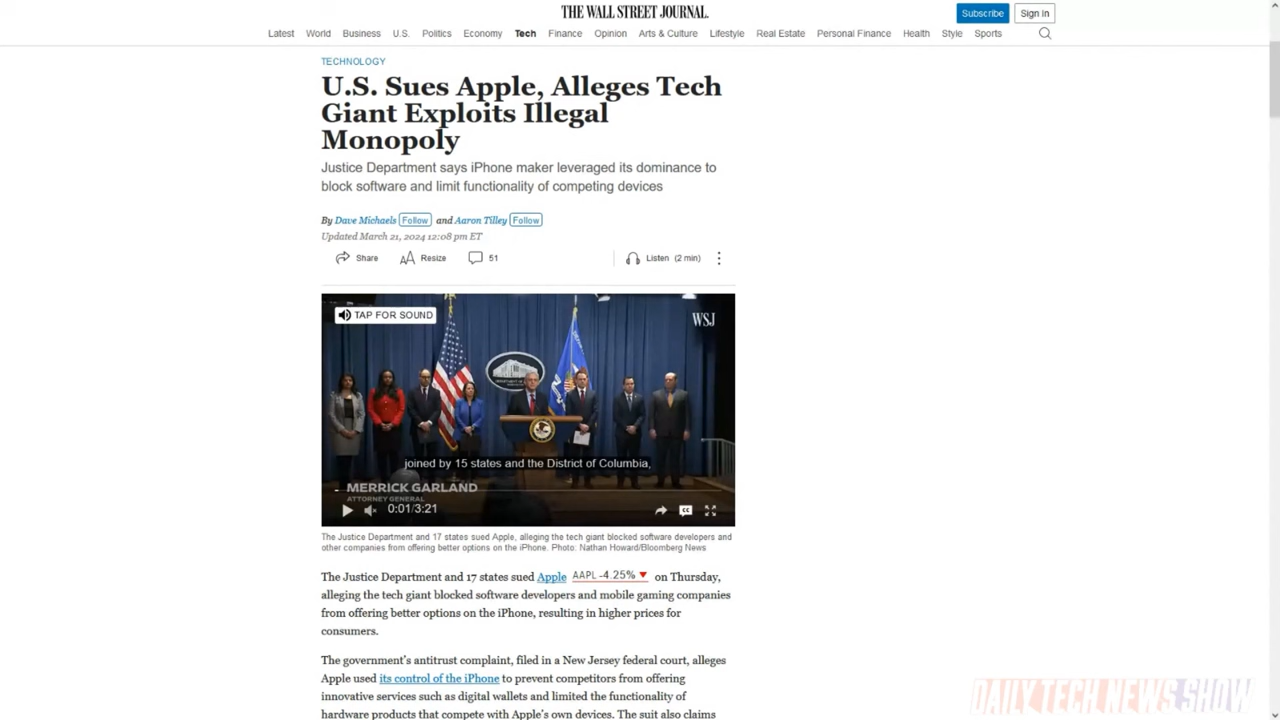 THE WALL STREET JOURNAL.
Subscribe
Sign In
Latest World Business U.S. Politics Economy Tech Finance Opinion Arts & Culture Lifestyle Real Estate Personal Finance Health Style Sports
TECHNOLOGY
U.S. Sues Apple, Alleges Tech
Giant Exploits Illegal
Monopoly
Justice Department says iPhone maker leveraged its dominance to
block software and limit functionality of competing devices
By Dave Michaels Follow and Aaron Tilley Follow
Updated March 21, 2024 12:08 pm ET
Share AA Resize 51 Listen (2 min)
TAP FOR SOUND
WSJ
joined by 15 states and the District of Columbia,
MERRICK GARLAND
ATTORNEY GENERAL
0:01/3:21
CC
The Justice Department and 17 states sued Apple, alleging the tech giant blocked software developers and
other companies from offering better options on the iPhone. Photo: Nathan Howard/Bloomberg News
The Justice Department and 17 states sued Apple AAPL -4.25% on Thursday,
alleging the tech giant blocked software developers and mobile gaming companies
from offering better options on the iPhone, resulting in higher prices for
consumers.
The government's antitrust complaint, filed in a New Jersey federal court, alleges
Apple used its control of the iPhone to prevent competitors from offering
innovative services such as digital wallets and limited the functionality of
hardware products that compete with Apple's own devices. The suit also claims
DAILY TECH NEWS SHOW